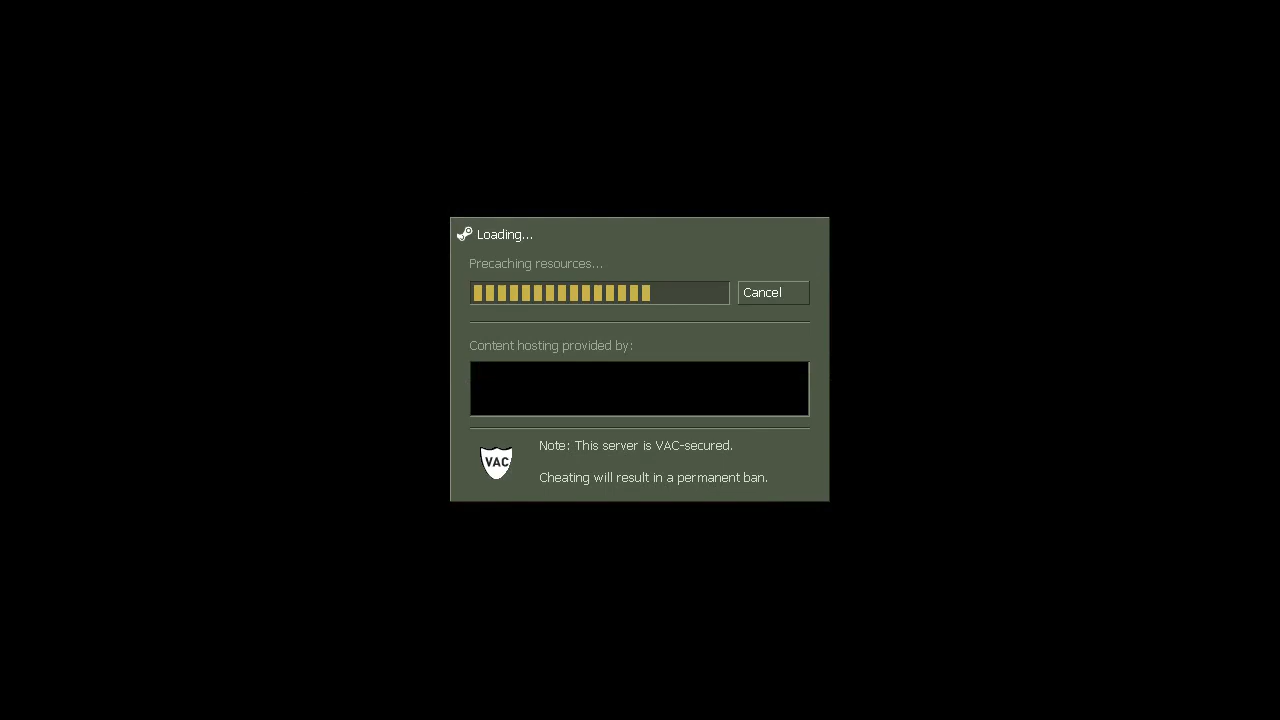 Loading...
Precaching resources...
Cancel
Content hosting provided by:
Note: This server is VAC-secured.
VAC
Cheating will result in a permanent ban.